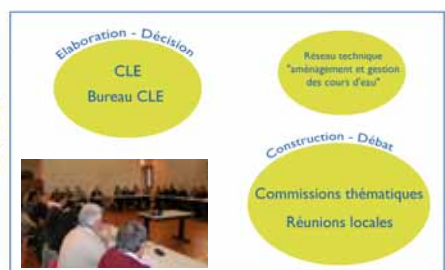 Elaboration - Décision
CLE
Bureau CLE
Réseau technique
"aménagement et gestion
des cours d'eau"
Construction - Débat
Commissions thématiques
Réunions locales